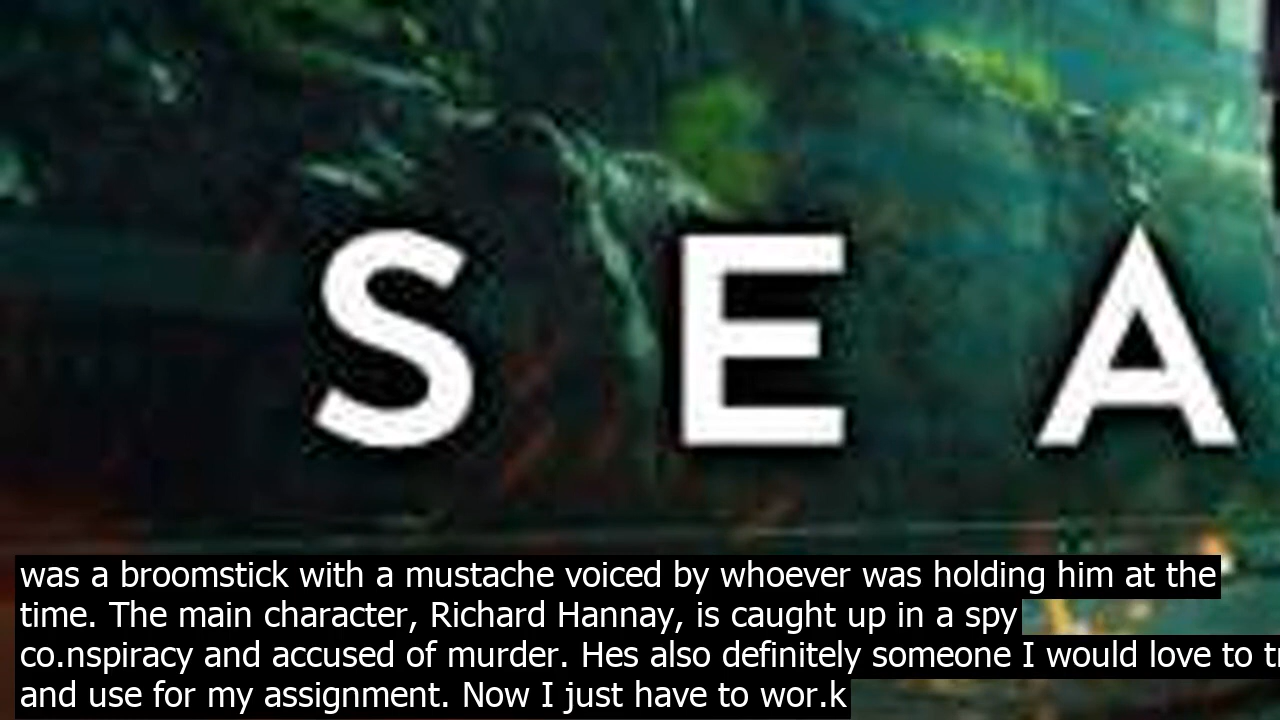 SEA
was a broomstick with a mustache voiced by whoever was holding him at the
time. The main character, Richard Hannay, is caught up in a spy
co.nspiracy and accused of murder. Hes also definitely someone I would love to
and use for my assignment. Now I just have to wor.k